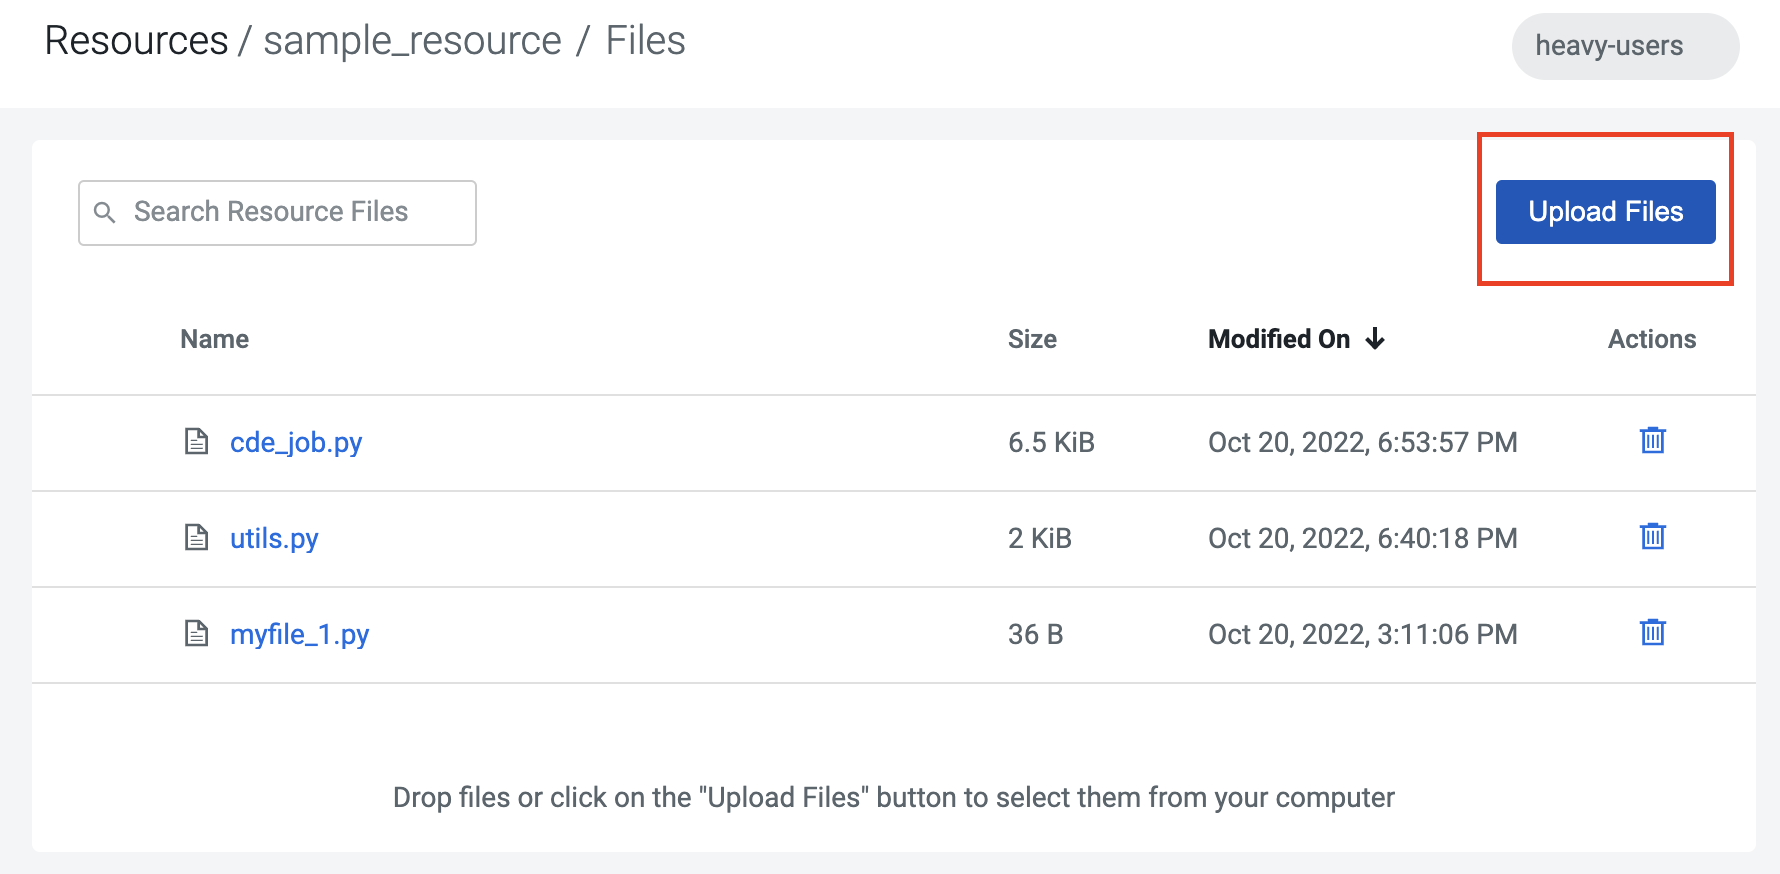 Resources / sample_resource / Files
heavy-users
Search Resource Files
Upload Files
Name Size Modified On Actions
cde_job.py 6.5 KiB Oct 20, 2022, 6:53:57 PM
utils.py 2 KiB Oct 20, 2022, 6:40:18 PM
myfile_1.py 36 B Oct 20, 2022, 3:11:06 PM
Drop files or click on the "Upload Files" button to select them from your computer